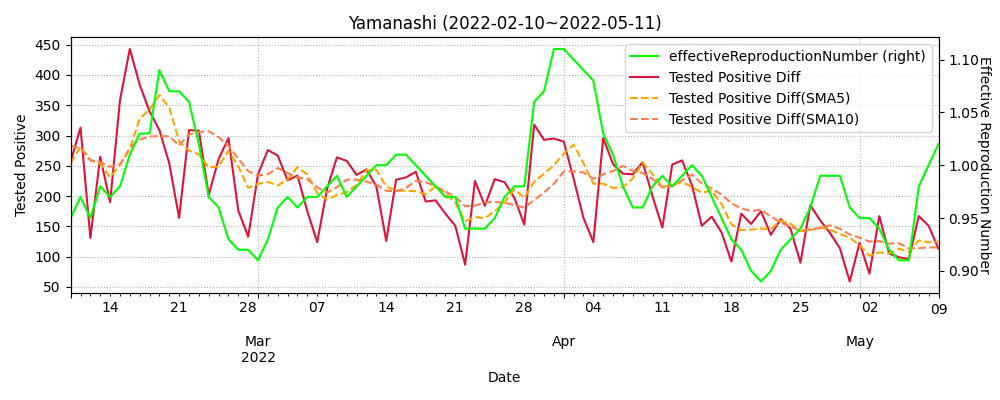 Yamanashi (2022-02-10~2022-05-11)
effectiveReproductionNumber (right)
Tested Positive Diff
Tested Positive Diff(SMA5)
Tested Positive Diff(SMA10)
Tested Positive
450
400
350
300
250
200
150
100
50
1.10
1.05
1.00
0.95
0.90
Effective Reproduction Number
14 21 28 07 14 21 28 04 11 18 25 02 09
Mar Apr May
2022
Date